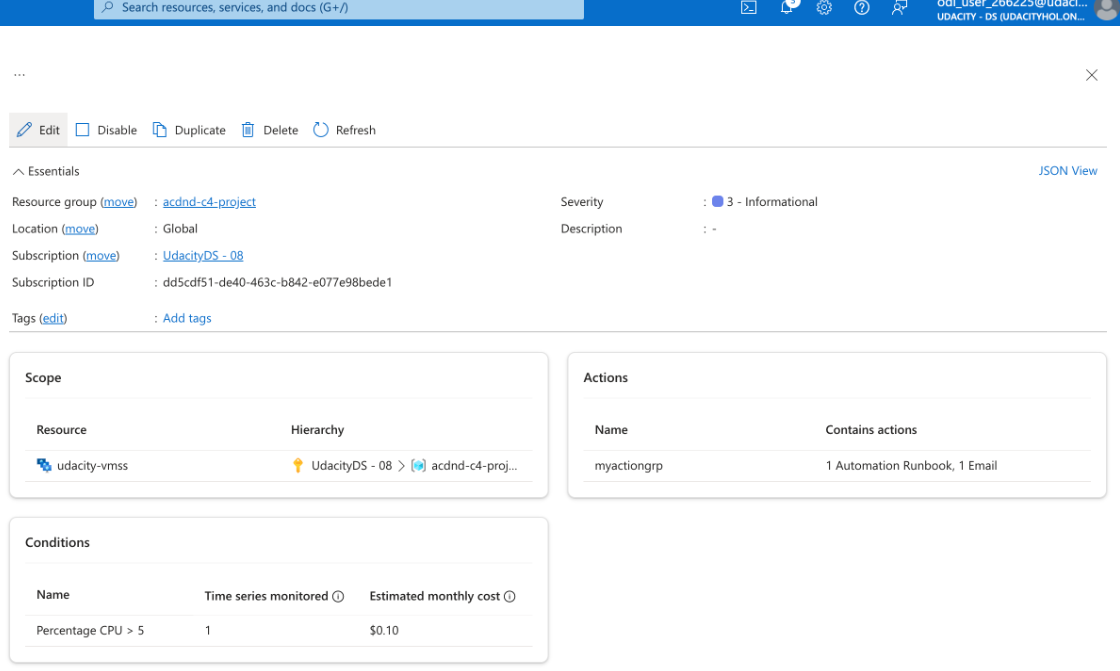 Search resources, services, and docs (G+/)
3
odl_user_266225@udaci...
UDACITY - DS (UDACITYHOL.ON...
...
Edit Disable Duplicate Delete Refresh
Essentials
JSON View
Resource group (move) : acdnd-c4-project
Location (move) : Global
Subscription (move) : UdacityDS - 08
Subscription ID : dd5cdf51-de40-463c-b842-e077e98bede1
Tags (edit) : Add tags
Severity : 3 - Informational
Description : -
Scope
Resource Hierarchy
udacity-vmss UdacityDS - 08 > acdnd-c4-proj...
Actions
Name Contains actions
myactiongrp 1 Automation Runbook, 1 Email
Conditions
Name Time series monitored Estimated monthly cost
Percentage CPU > 5 1 $0.10